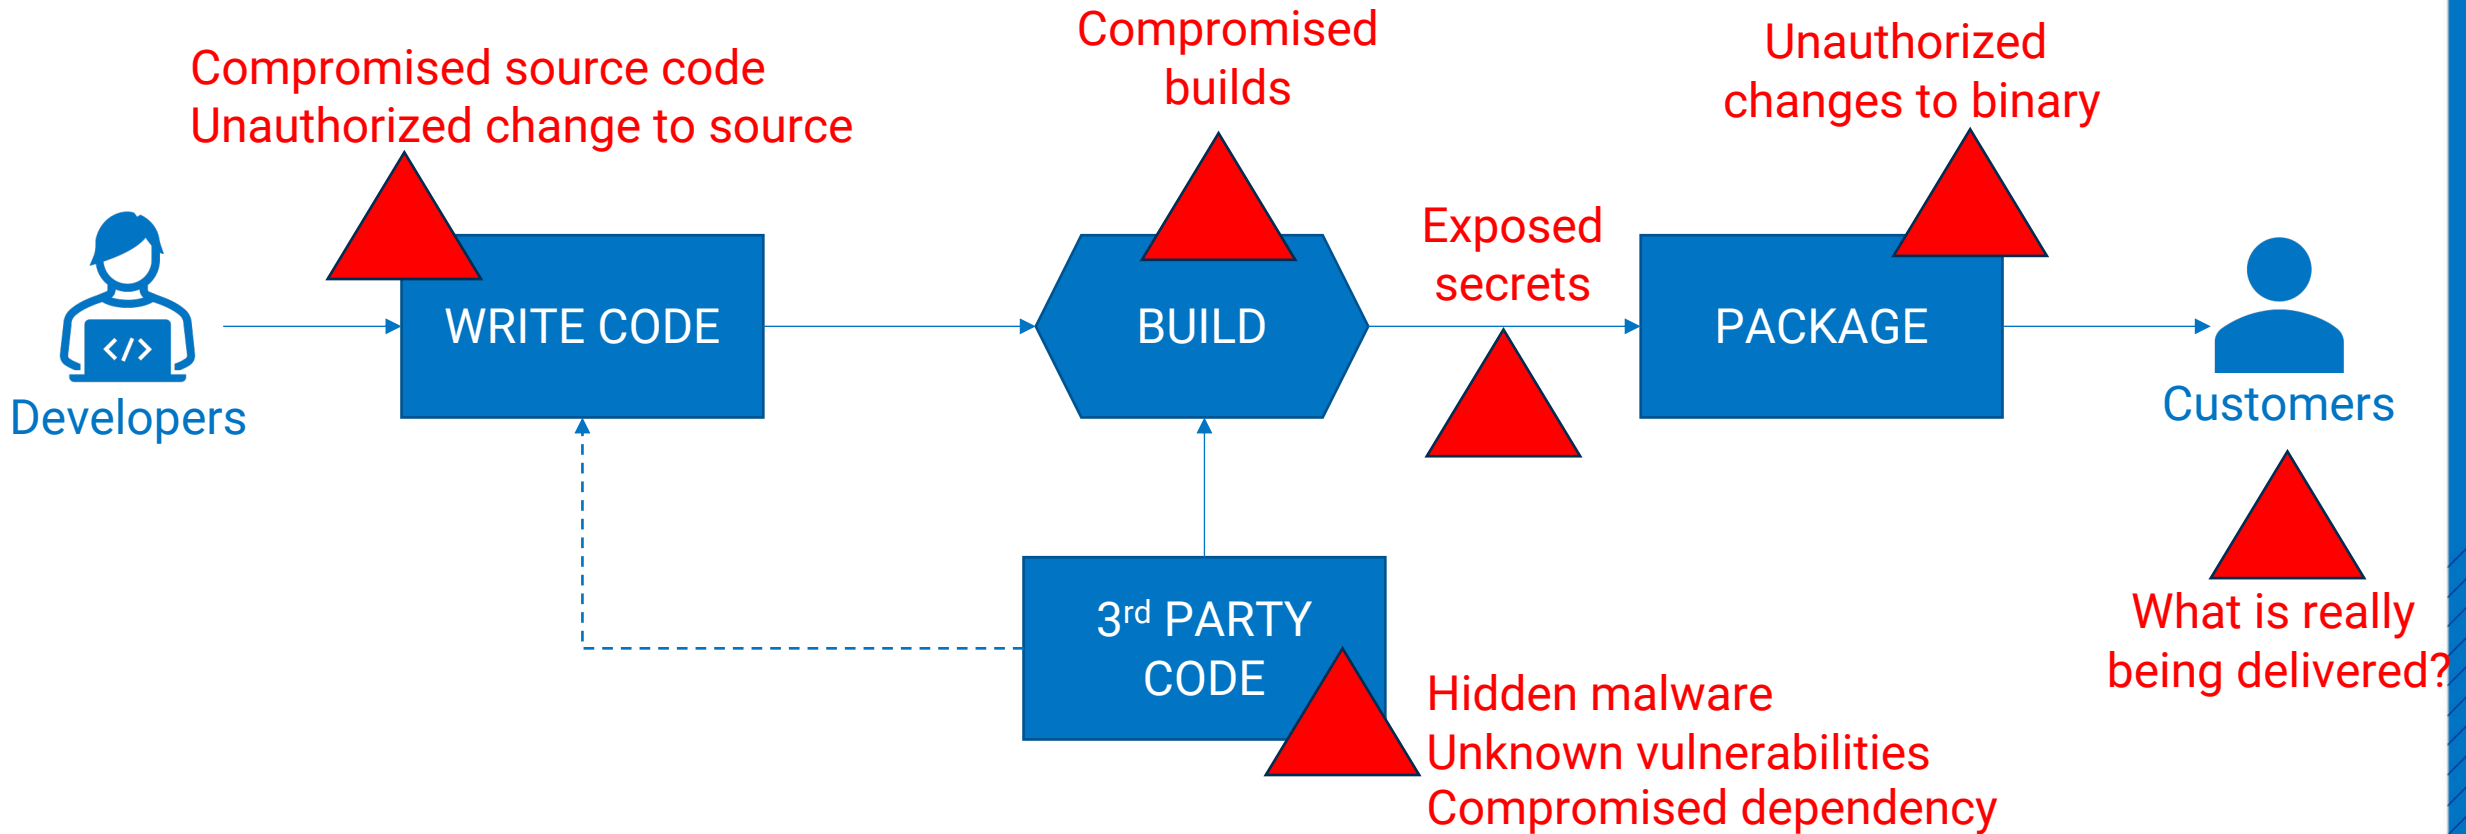 Compromised source code
Unauthorized change to source
Compromised
builds
Unauthorized
changes to binary
Exposed
secrets
</>
Developers
WRITE CODE
BUILD
PACKAGE
Customers
3rd PARTY
CODE
Hidden malware
Unknown vulnerabilities
Compromised dependency
What is really
being delivered?